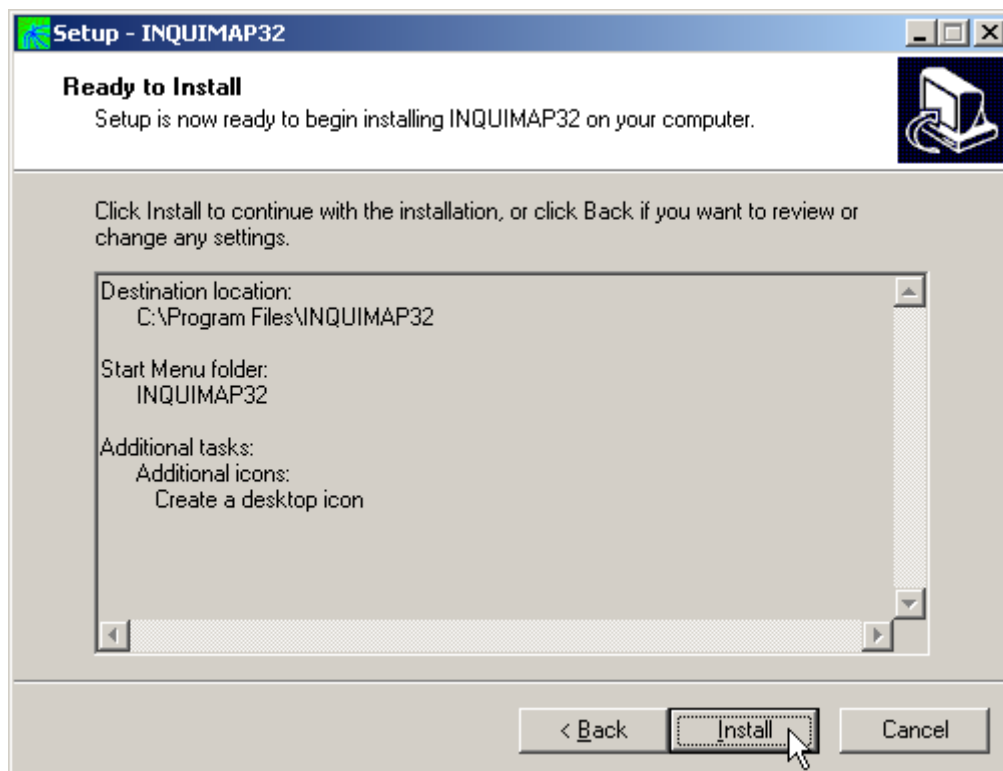 Setup - INQUIMAP32
Ready to Install
Setup is now ready to begin installing INQUIMAP32 on your computer.
Click Install to continue with the installation, or click Back if you want to review or
change any settings.
Destination location:
C:\Program Files\INQUIMAP32
Start Menu folder:
INQUIMAP32
Additional tasks:
Additional icons:
Create a desktop icon
< Back Install Cancel